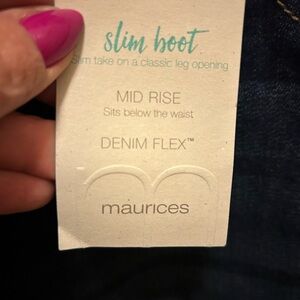 slim boot
Slim take on a classic leg opening
MID RISE
Sits below the waist
DENIM FLEX™
maurices